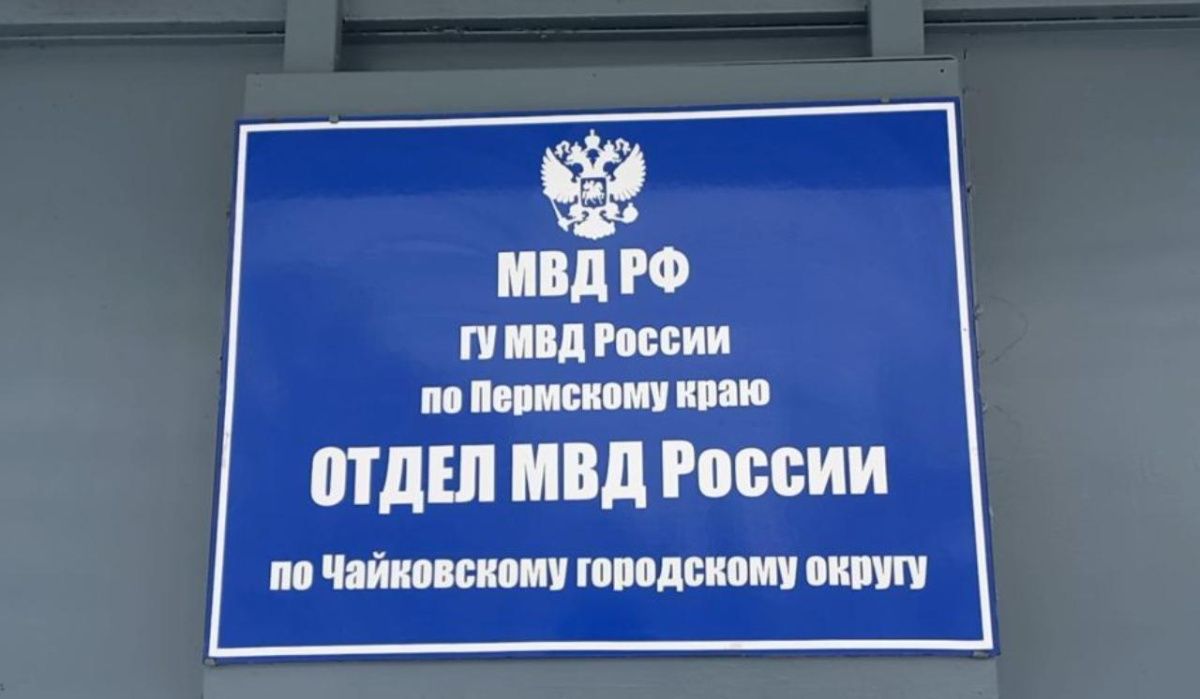 МВД РФ
ГУ МВД России
по Пермскому краю
ОТДЕЛ МВД России
по Чайковскому городскому округу